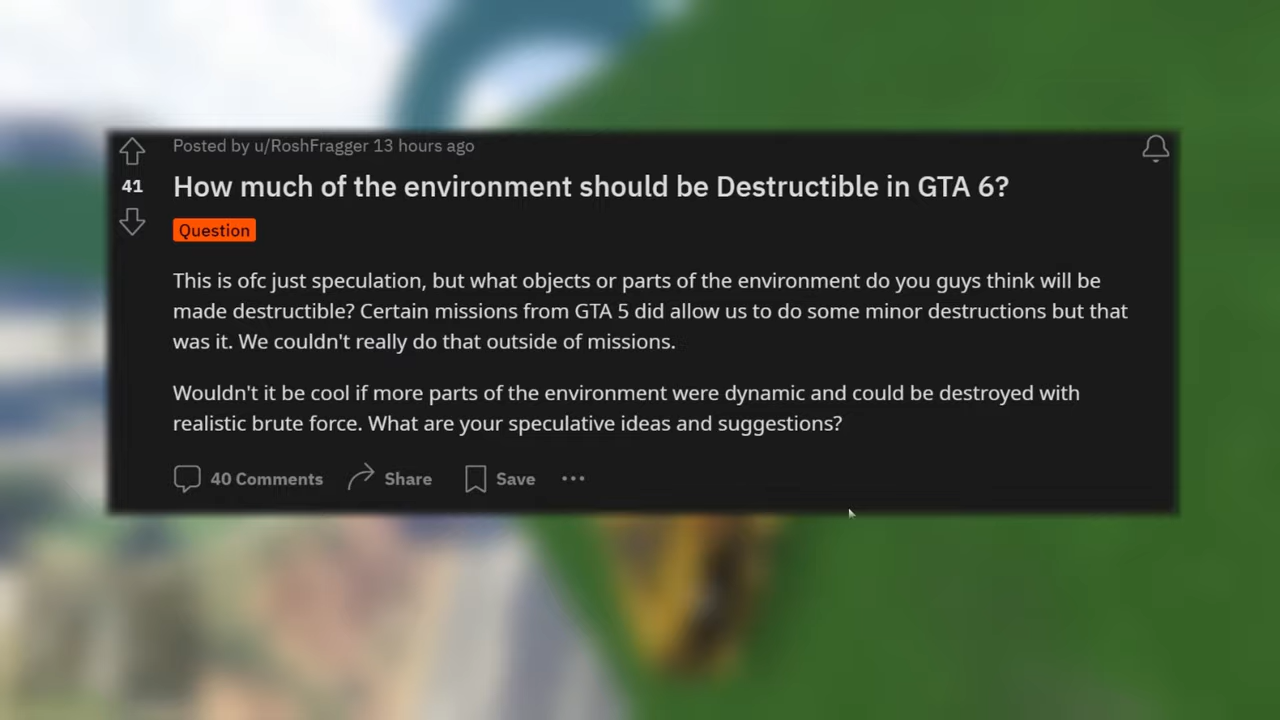 Posted by u/RoshFragger 13 hours ago
41
How much of the environment should be Destructible in GTA 6?
Question
This is ofc just speculation, but what objects or parts of the environment do you guys think will be
made destructible? Certain missions from GTA 5 did allow us to do some minor destructions but that
was it. We couldn't really do that outside of missions.
Wouldn't it be cool if more parts of the environment were dynamic and could be destroyed with
realistic brute force. What are your speculative ideas and suggestions?
40 Comments Share Save